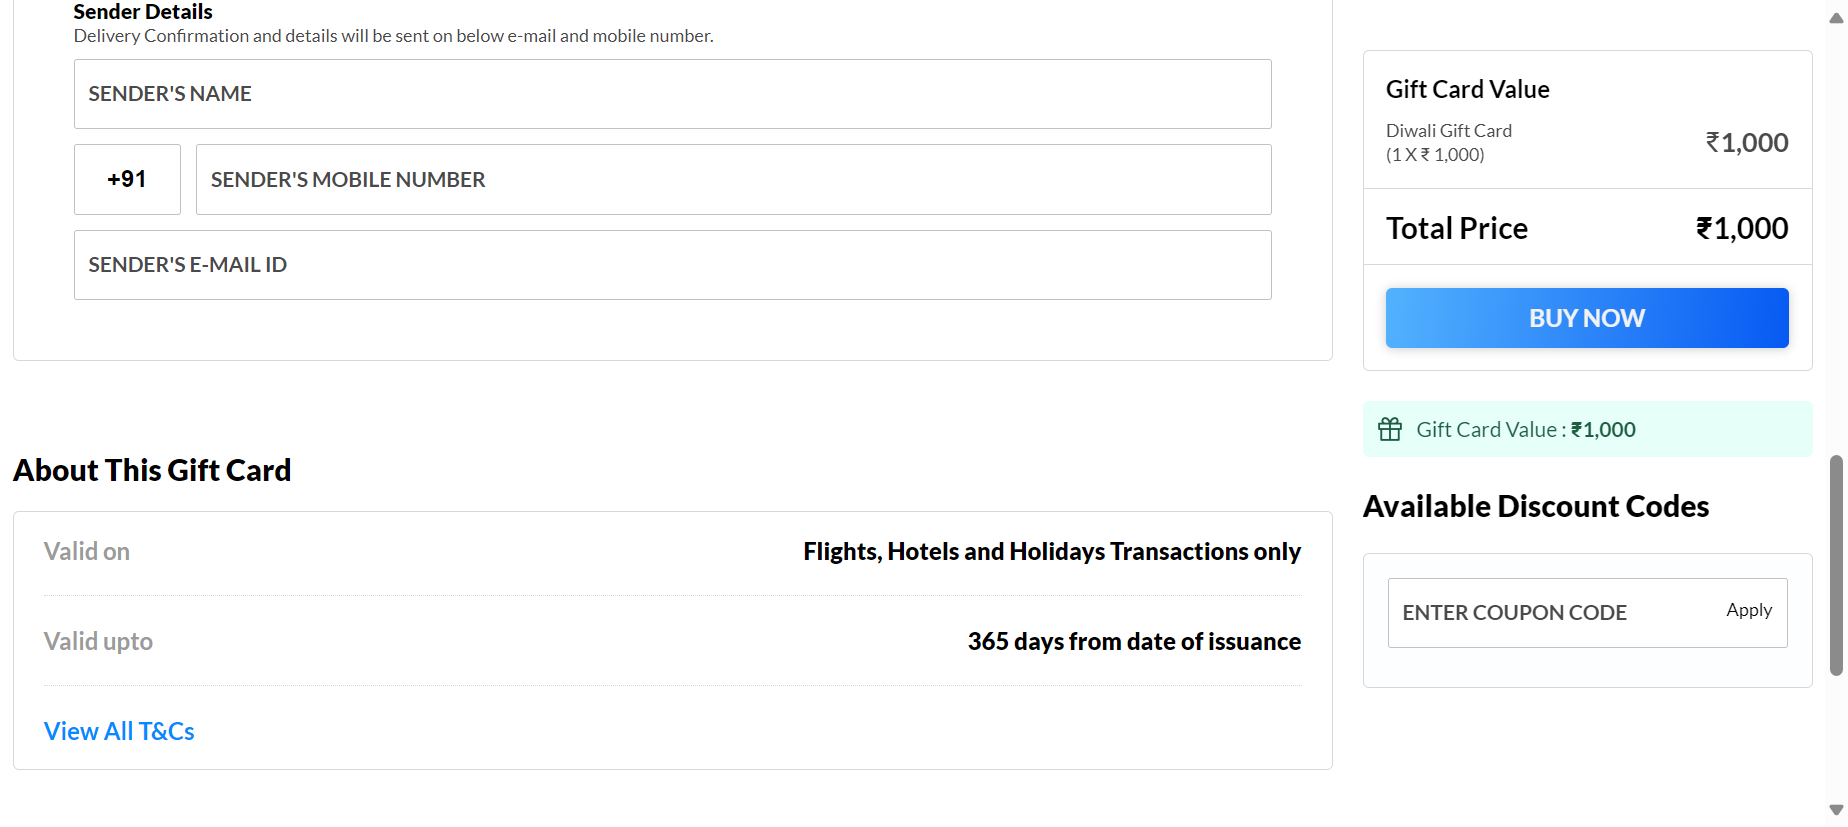 Sender Details
Delivery Confirmation and details will be sent on below e-mail and mobile number.
SENDER'S NAME
+91
SENDER'S MOBILE NUMBER
SENDER'S E-MAIL ID
About This Gift Card
Valid on
Flights, Hotels and Holidays Transactions only
Valid upto
365 days from date of issuance
View All T&Cs
Gift Card Value
Diwali Gift Card
(1 X ₹ 1,000)
₹1,000
Total Price
₹1,000
BUY NOW
Gift Card Value : ₹1,000
Available Discount Codes
ENTER COUPON CODE
Apply